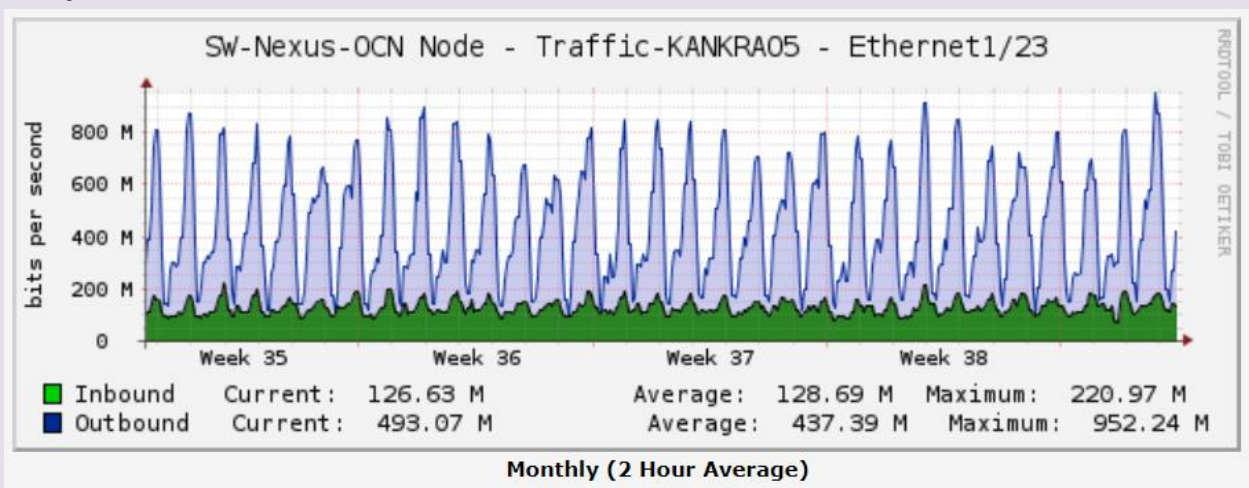 SW-Nexus-OCN Node - Traffic-KANKRA05 - Ethernet1/23
RRDTOOL / TOBI OETIKER
bits per second
800 M
600 M
400 M
200 M
0
Week 35 Week 36 Week 37 Week 38
Inbound Current: 126.63 M Average: 128.69 M Maximum: 220.97 M
Outbound Current: 493.07 M Average: 437.39 M Maximum: 952.24 M
Monthly (2 Hour Average)